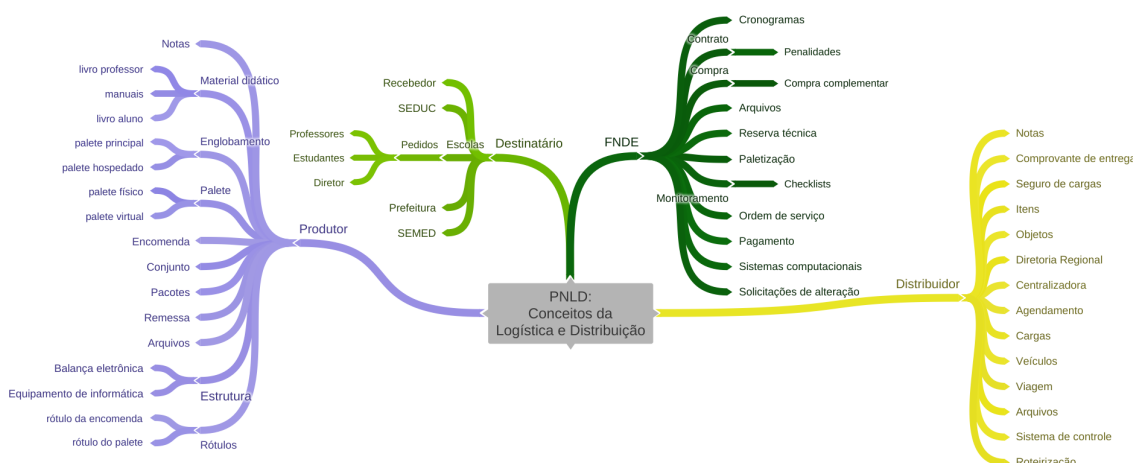 PNLD:
Conceitos da
Logística e Distribuição
Produtor
Notas
Material didático
livro professor
manuais
livro aluno
Englobamento
palete principal
palete hospedado
Palete
palete físico
palete virtual
Encomenda
Conjunto
Pacotes
Remessa
Arquivos
Estrutura
Balança eletrônica
Equipamento de informática
Rótulos
rótulo da encomenda
rótulo do palete
Destinatário
Recebedor
SEDUC
Escolas
Pedidos
Professores
Estudantes
Diretor
Prefeitura
SEMED
FNDE
Cronogramas
Contrato
Penalidades
Compra
Compra complementar
Arquivos
Reserva técnica
Paletização
Monitoramento
Checklists
Ordem de serviço
Pagamento
Sistemas computacionais
Solicitações de alteração
Distribuidor
Notas
Comprovante de entrega
Seguro de cargas
Itens
Objetos
Diretoria Regional
Centralizadora
Agendamento
Cargas
Veículos
Viagem
Arquivos
Sistema de controle
Roteirização